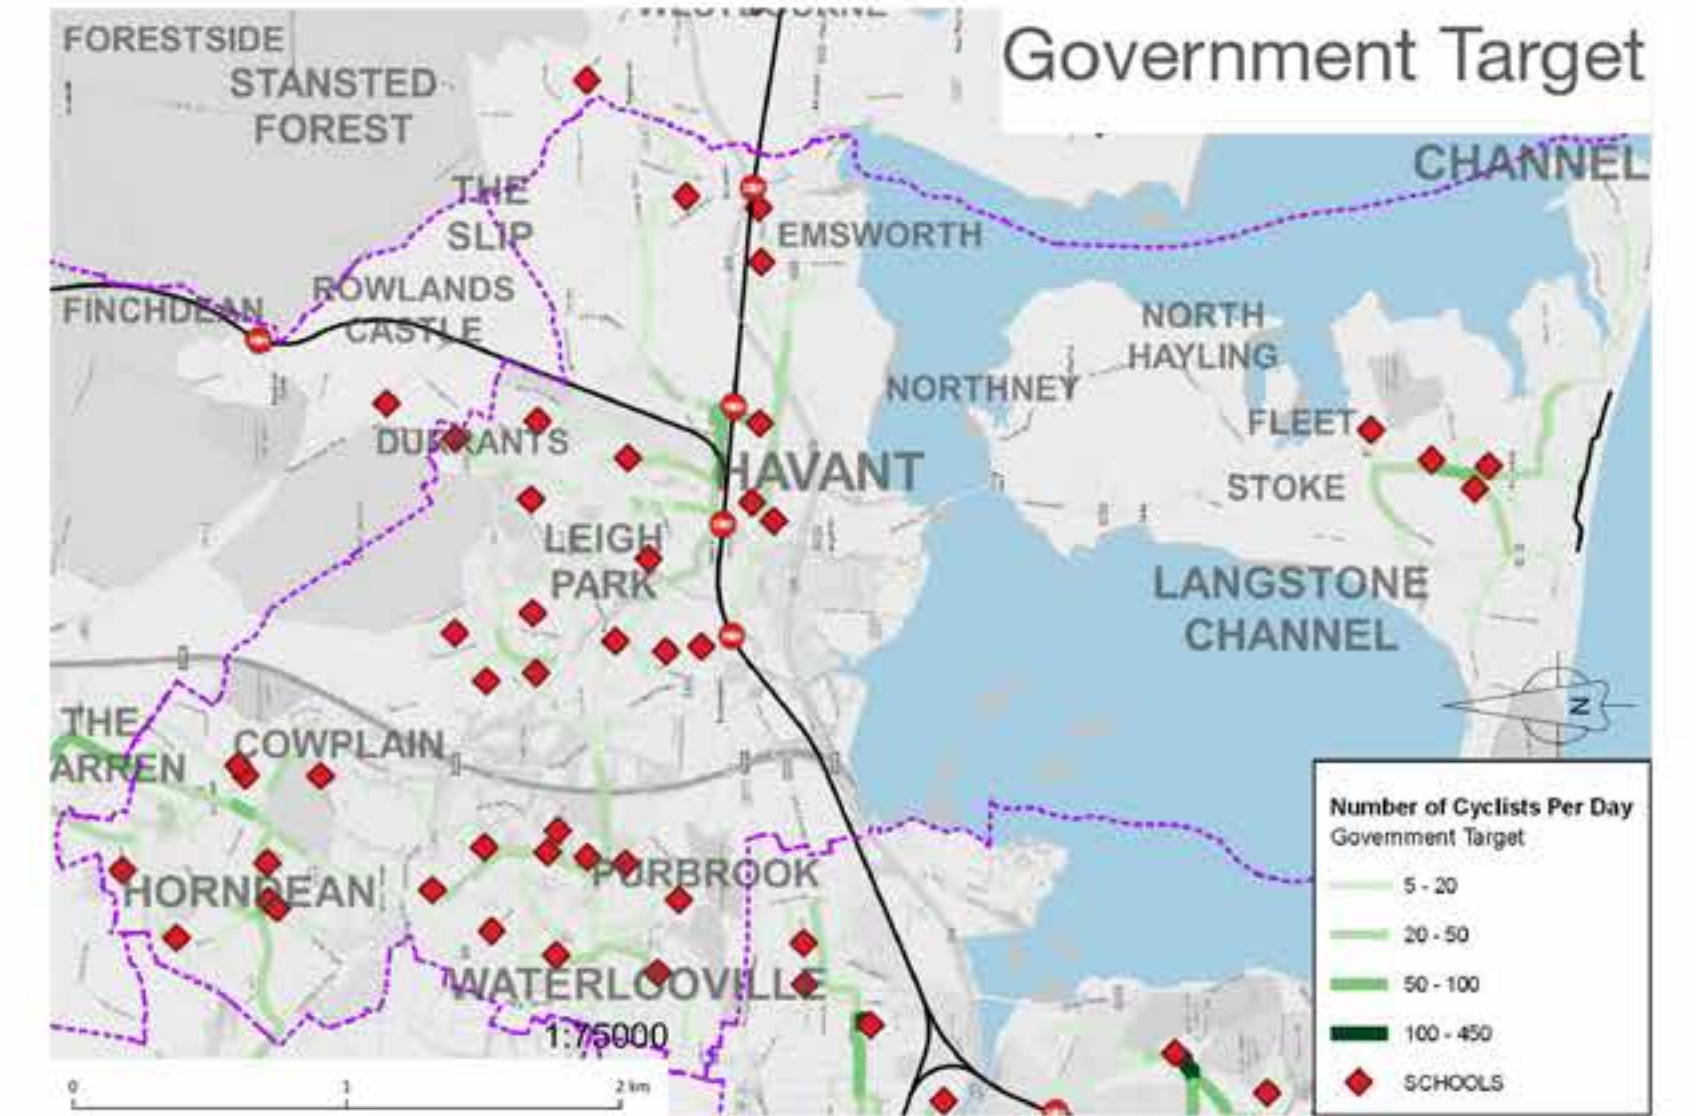 WESTBOURNE
FORESTSIDE
Government Target
STANSTED
FOREST
CHANNEL
THE
SLIP
EMSWORTH
ROWLANDS
CASTLE
FINCHDEAN
NORTH
HAYLING
NORTHNEY
DURRANTS
FLEET
HAVANT
STOKE
LEIGH
PARK
LANGSTONE
CHANNEL
N
THE
ARREN
COWPLAIN
HORNDEAN
PURBROOK
WATERLOOVILLE
1:75000
0 1 2 km
Number of Cyclists Per Day
Government Target
5 - 20
20 - 50
50 - 100
100 - 450
SCHOOLS